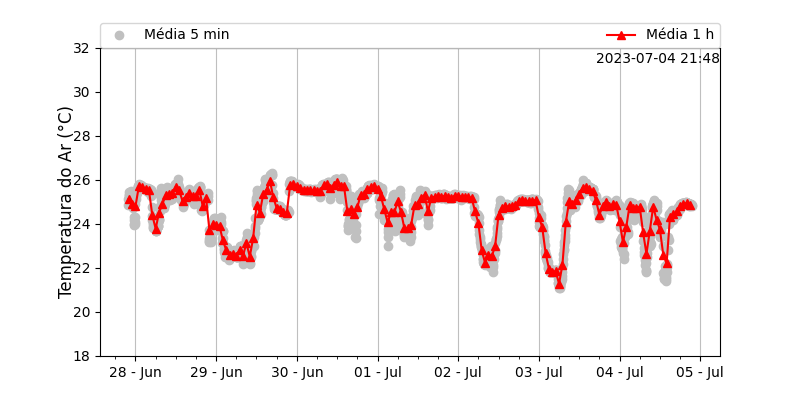 Média 5 min
Média 1 h
2023-07-04 21:48
Temperatura do Ar (°C)
32
30
28
26
24
22
20
18
28 - Jun
29 - Jun
30 - Jun
01 - Jul
02 - Jul
03 - Jul
04 - Jul
05 - Jul